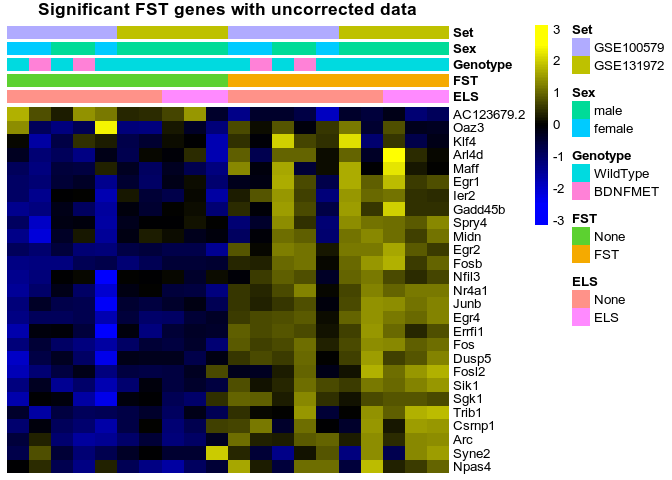 Significant FST genes with uncorrected data
Set
Sex
Genotype
FST
ELS
AC123679.2
Oaz3
Klf4
Arl4d
Maff
Egr1
Ier2
Gadd45b
Spry4
Midn
Egr2
Fosb
Nfil3
Nr4a1
Junb
Egr4
Errfi1
Fos
Dusp5
Fosl2
Sik1
Sgk1
Trib1
Csrnp1
Arc
Syne2
Npas4
3
2
1
0
-1
-2
-3
Set
GSE100579
GSE131972
Sex
male
female
Genotype
WildType
BDNFMET
FST
None
FST
ELS
None
ELS